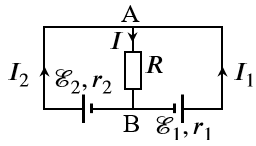 A
I
R
I₂
ℰ₂, r₂
I₁
B
ℰ₁, r₁